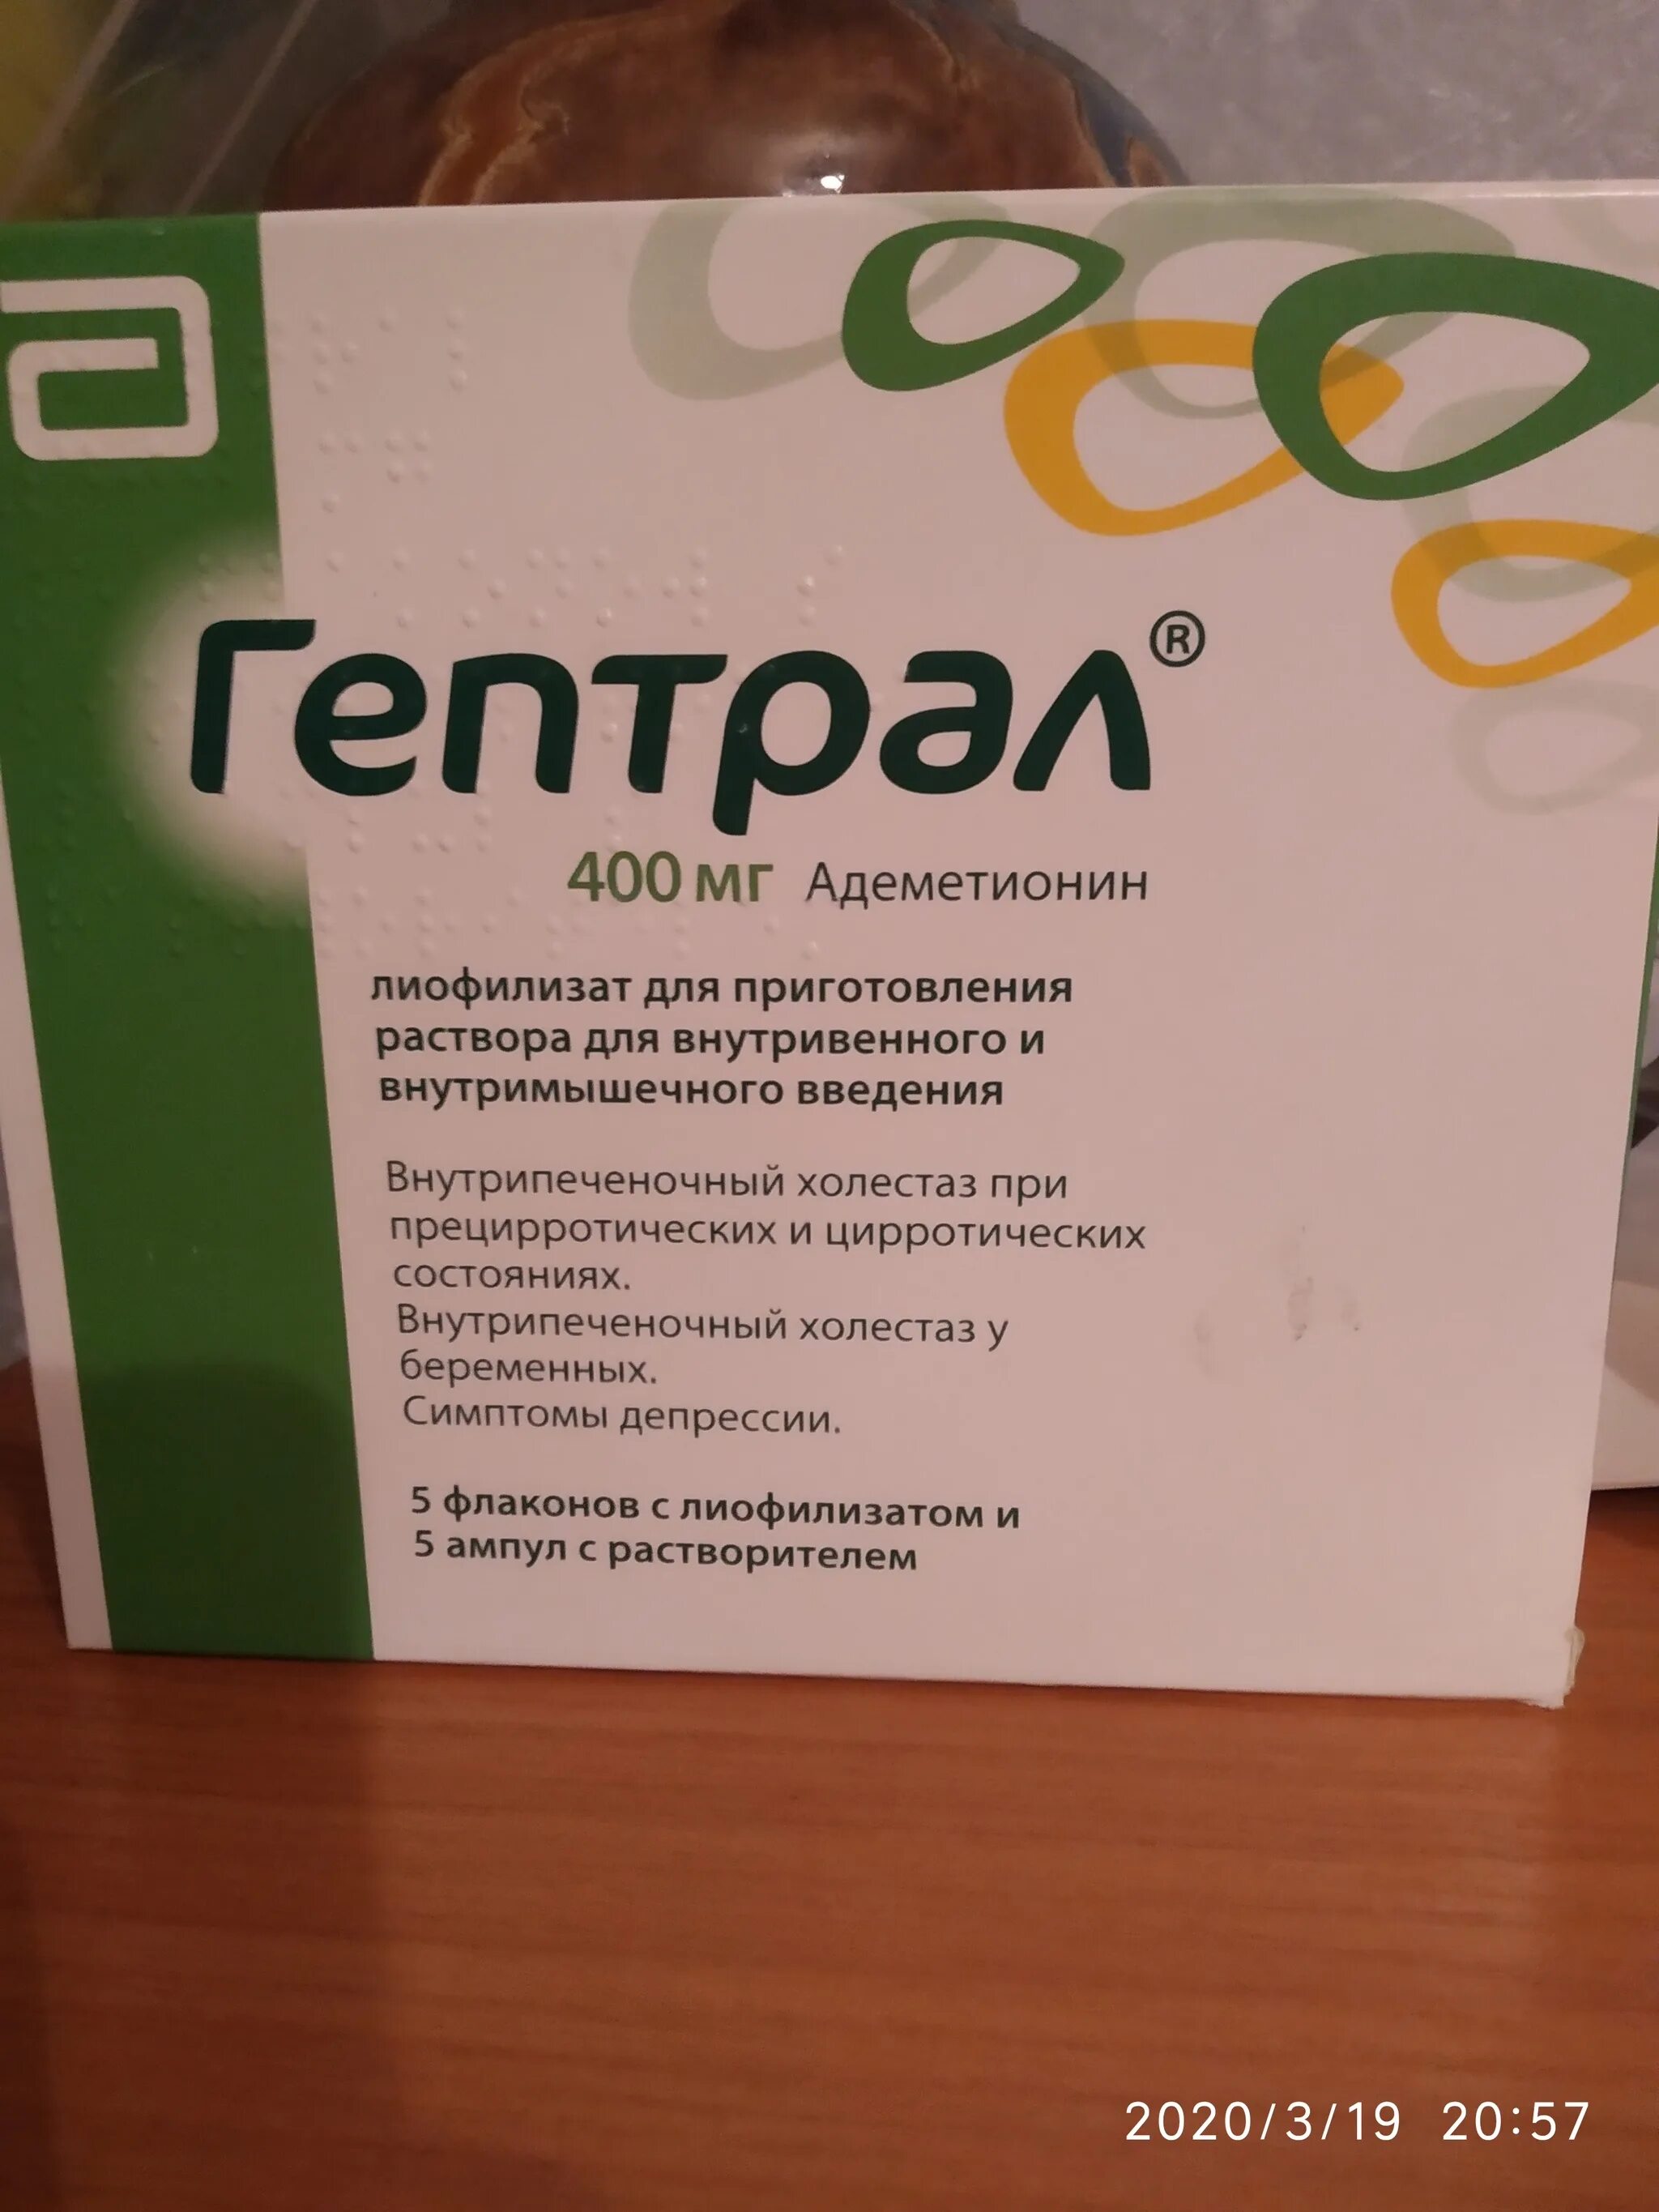 Гептрал®
400 мг Адеметионин
лиофилизат для приготовления
раствора для внутривенного и
внутримышечного введения
Внутрипеченочный холестаз при
прецирротических и цирротических
состояниях.
Внутрипеченочный холестаз у
беременных.
Симптомы депрессии.
5 флаконов с лиофилизатом и
5 ампул с растворителем
2020/3/19 20:57